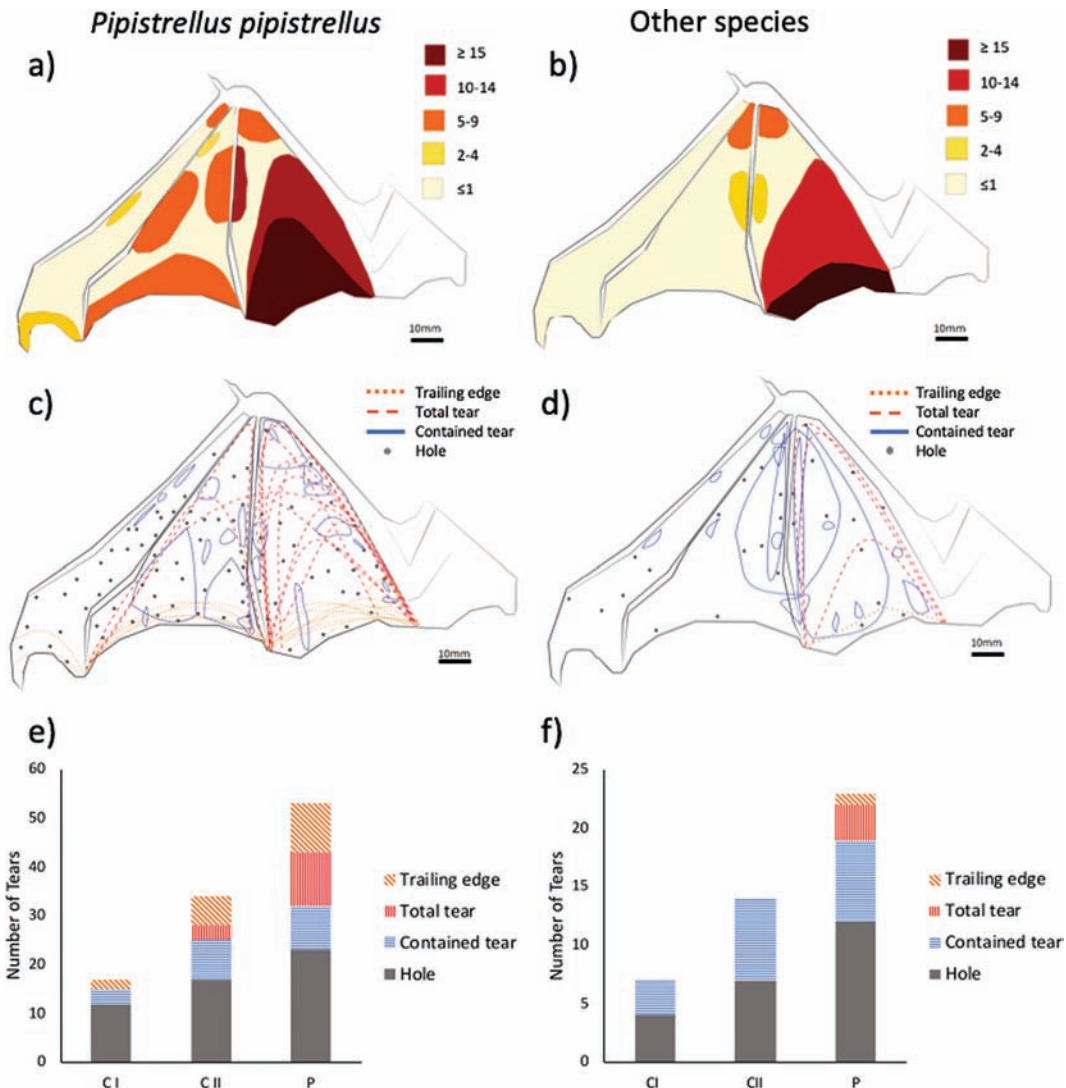 Pipistrellus pipistrellus
Other species
a)
≥ 15
10-14
5-9
2-4
≤1
10mm
b)
≥ 15
10-14
5-9
2-4
≤1
10mm
c)
Trailing edge
Total tear
Contained tear
Hole
10mm
d)
Trailing edge
Total tear
Contained tear
Hole
10mm
e)
Number of Tears
60
50
40
30
20
10
0
C I
C II
P
Trailing edge
Total tear
Contained tear
Hole
f)
Number of Tears
25
20
15
10
5
0
CI
CII
P
Trailing edge
Total tear
Contained tear
Hole